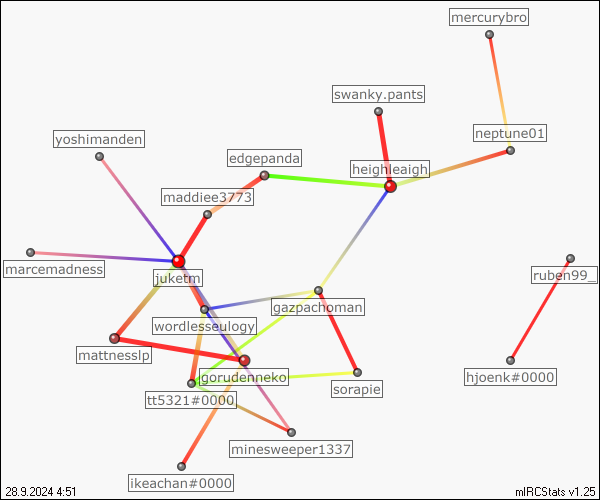 mercurybro
swanky.pants
neptune01
yoshimanden
edgepanda
heighleaigh
maddiee3773
marcemadness
juketm
ruben99_
gazpachoman
wordlesseulogy
mattnesslp
gorudeneko
hjoenk#0000
sorapie
tt5321#0000
minesweeper1337
ikeachan#0000
28.9.2024 4:51
mIRCStats v1.25